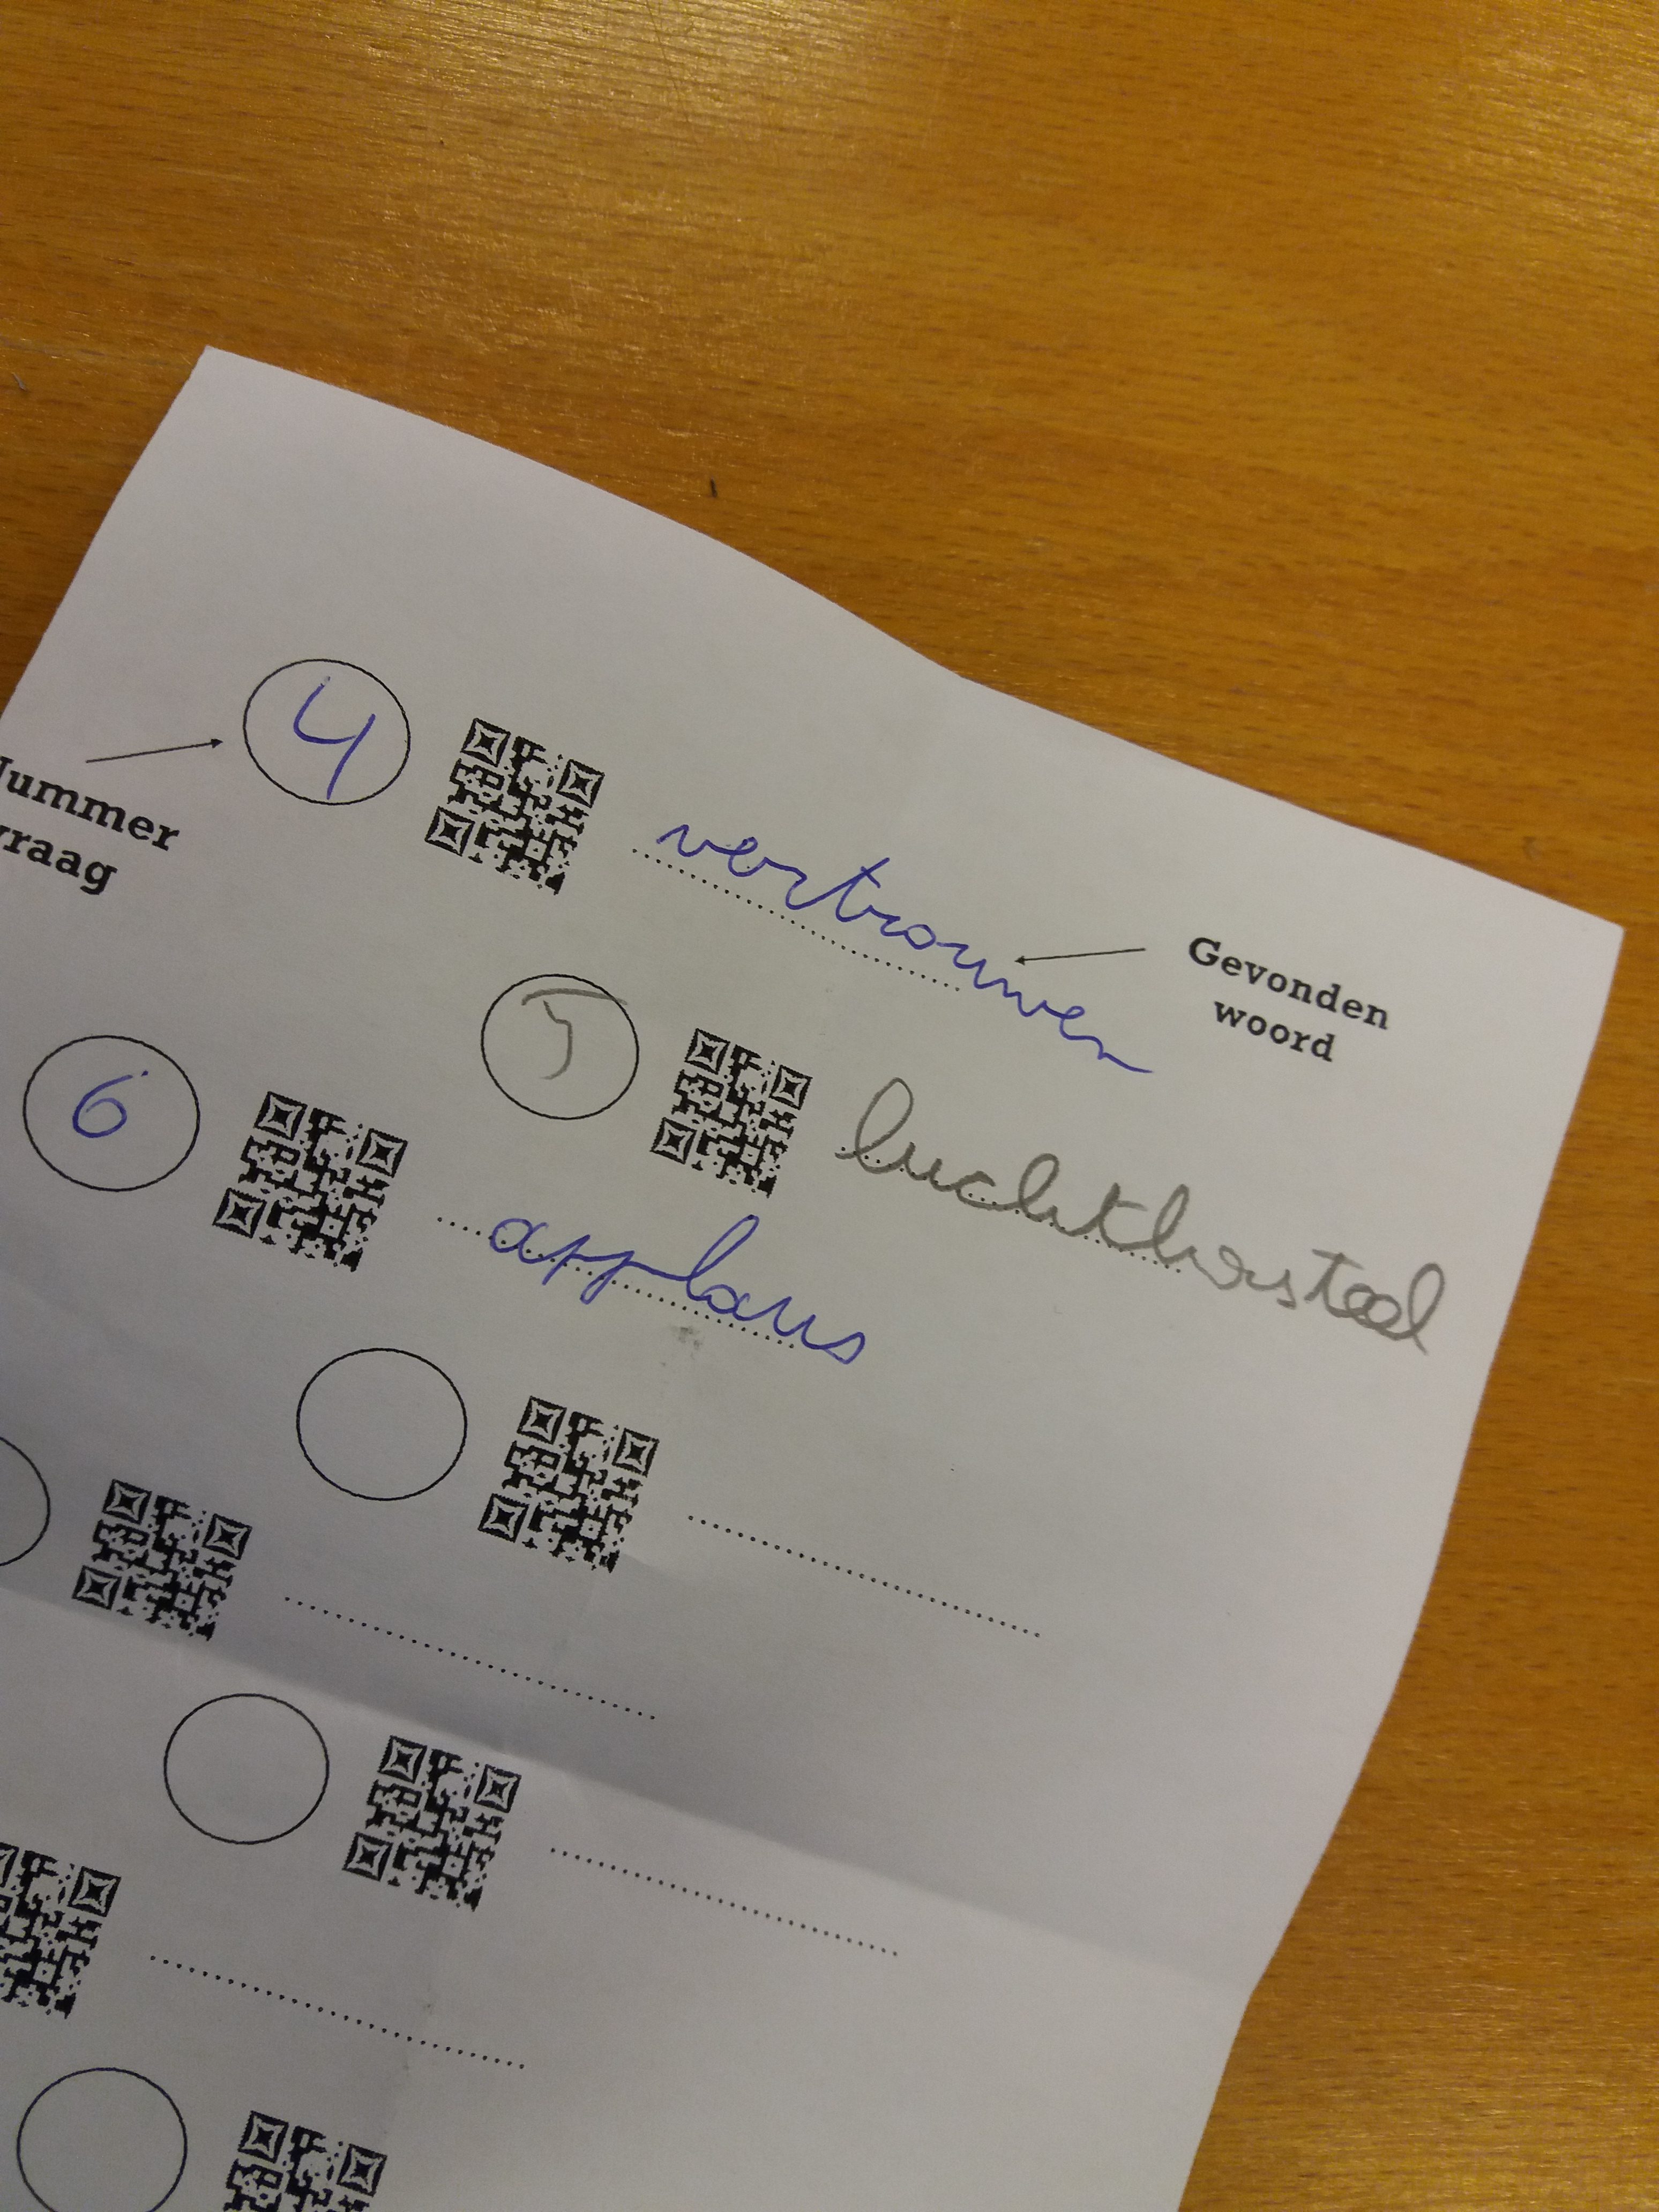 4 vertrouwen
Nummer
vraag
Gevonden
woord
5 luchtkasteel
6 applaus